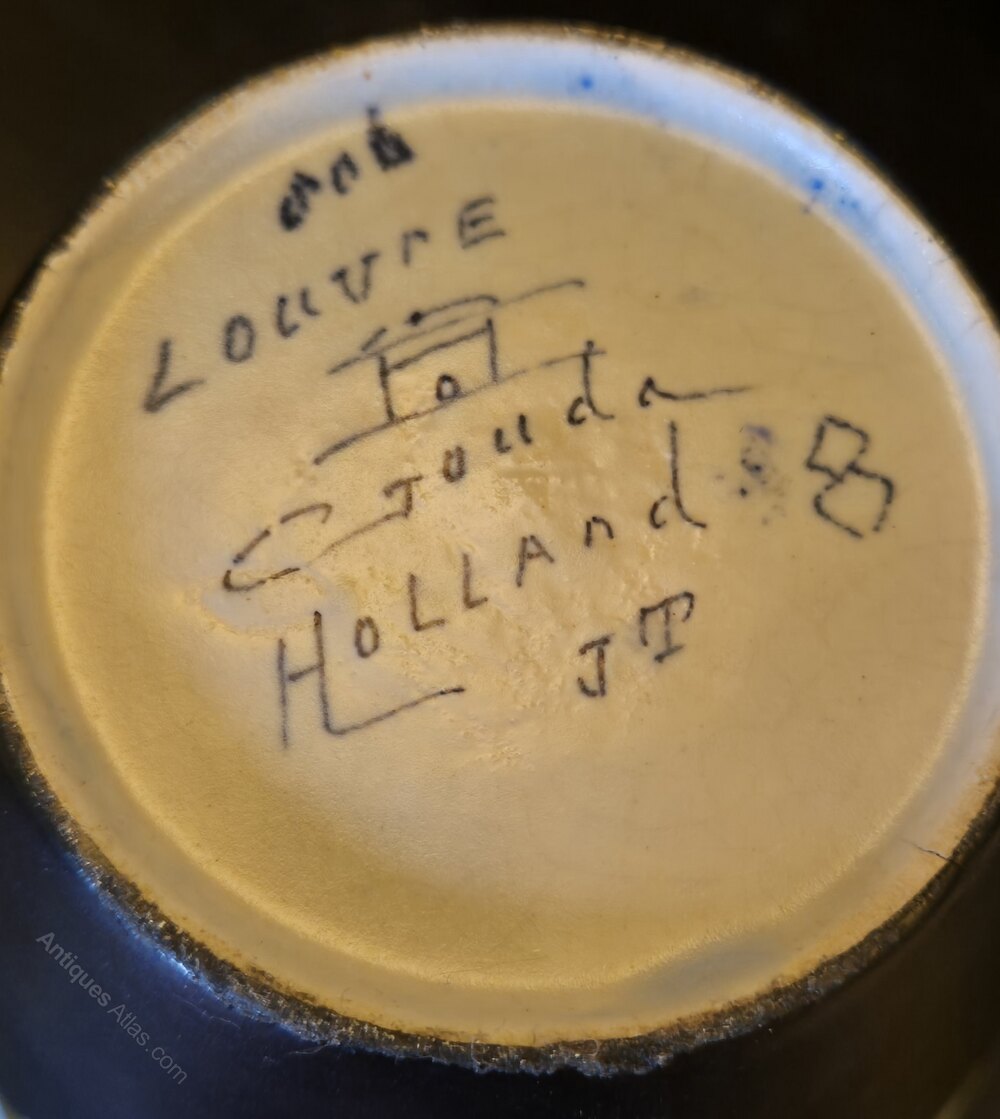 LOUVrE
Gouda
HOLLAnd
JT
Antiques Atlas.com